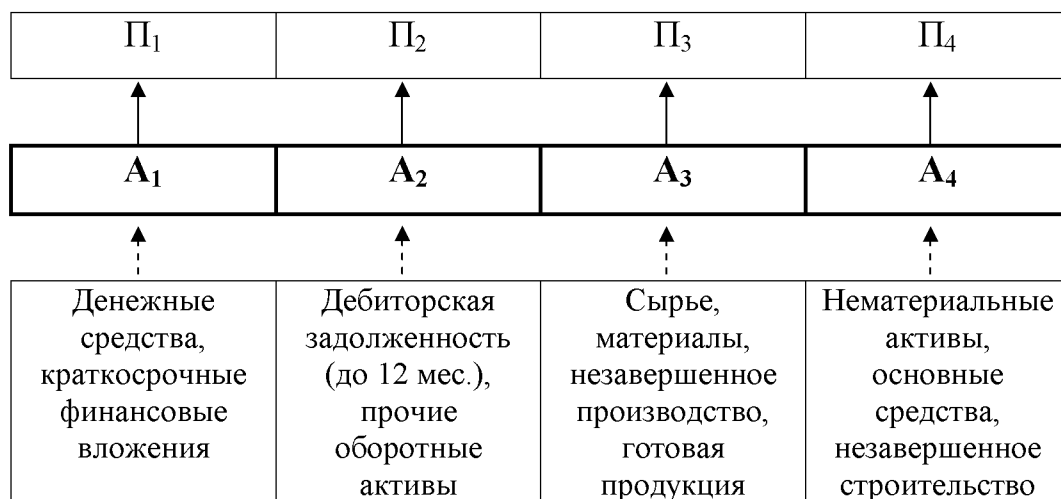 П₁ П₂ П₃ П₄
А₁ А₂ А₃ А₄
Денежные
средства,
краткосрочные
финансовые
вложения
Дебиторская
задолженность
(до 12 мес.),
прочие
оборотные
активы
Сырье,
материалы,
незавершенное
производство,
готовая
продукция
Нематериальные
активы,
основные
средства,
незавершенное
строительство